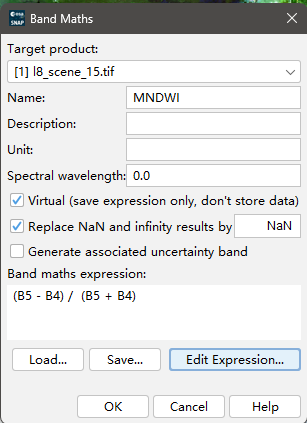 esa
SNAP
Band Maths
Target product:
[1] l8_scene_15.tif
Name: MNDWI
Description:
Unit:
Spectral wavelength: 0.0
Virtual (save expression only, don't store data)
Replace NaN and infinity results by NaN
Generate associated uncertainty band
Band maths expression:
(B5 - B4) / (B5 + B4)
Load... Save... Edit Expression...
OK Cancel Help